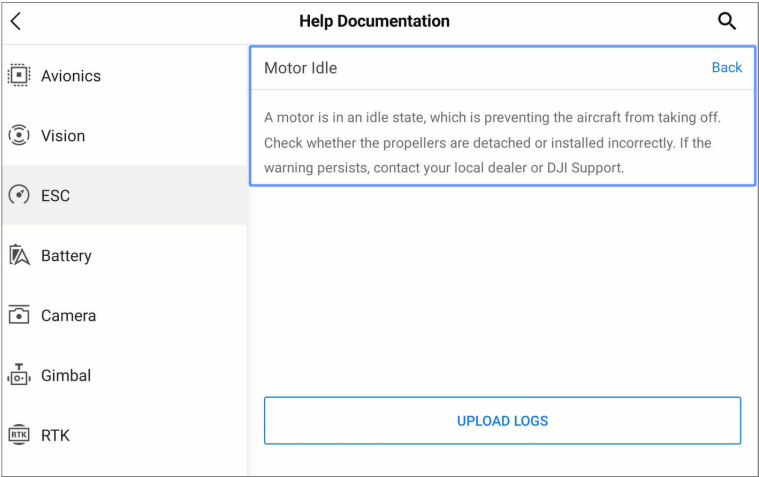 Help Documentation
Avionics
Vision
ESC
Battery
Camera
Gimbal
RTK
RTK
Motor Idle
Back
A motor is in an idle state, which is preventing the aircraft from taking off.
Check whether the propellers are detached or installed incorrectly. If the
warning persists, contact your local dealer or DJI Support.
UPLOAD LOGS